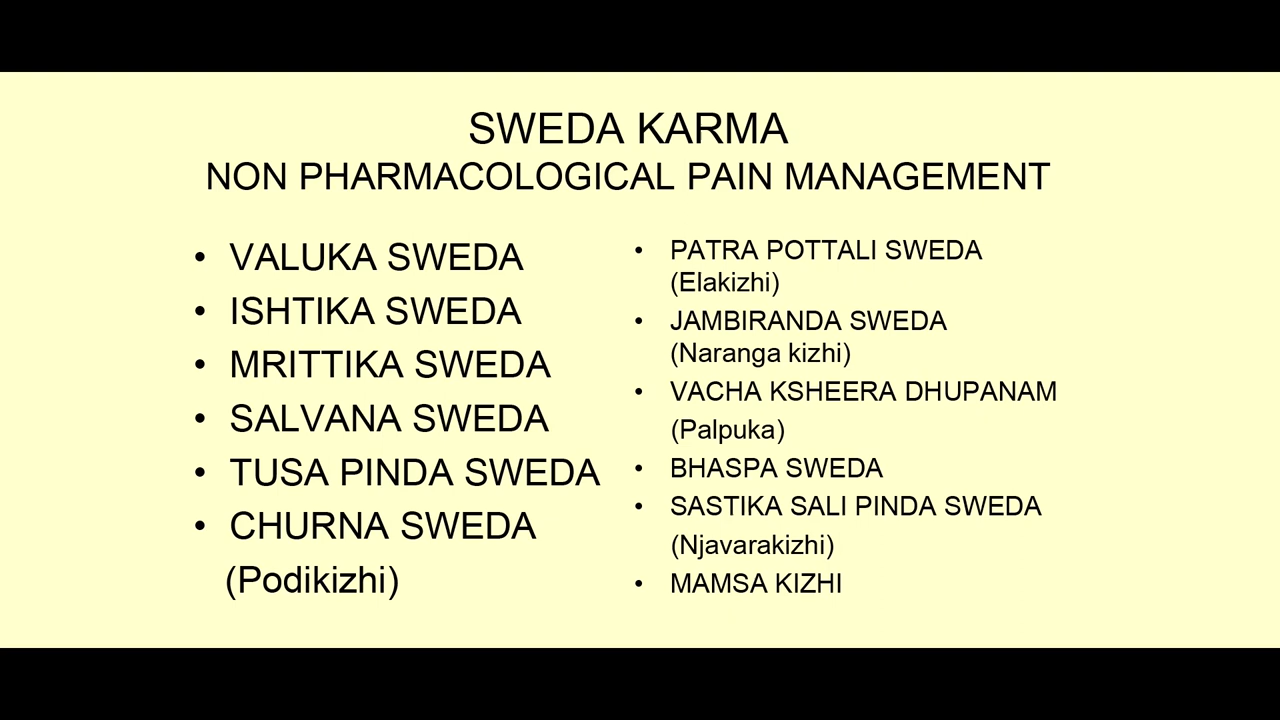 SWEDA KARMA
NON PHARMACOLOGICAL PAIN MANAGEMENT
• VALUKA SWEDA
• ISHTIKA SWEDA
• MRITTIKA SWEDA
• SALVANA SWEDA
• TUSA PINDA SWEDA
• CHURNA SWEDA
(Podikizhi)
• PATRA POTTALI SWEDA
(Elakizhi)
• JAMBIRANDA SWEDA
(Naranga kizhi)
• VACHA KSHEERA DHUPANAM
(Palpuka)
• BHASPA SWEDA
• SASTIKA SALI PINDA SWEDA
(Njavarakizhi)
• MAMSA KIZHI